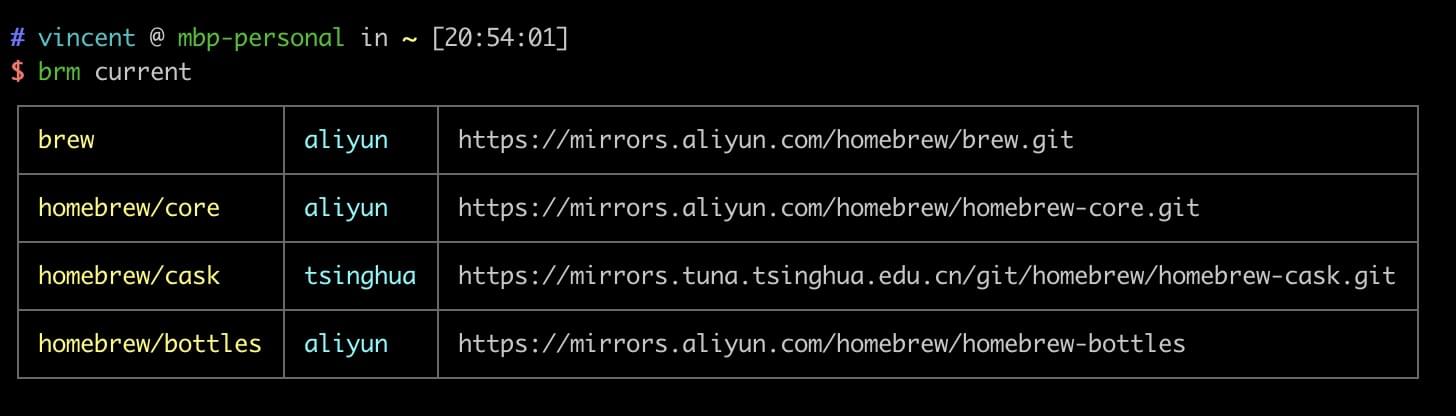 # vincent @ mbp-personal in ~ [20:54:01]
$ brm current
brew aliyun https://mirrors.aliyun.com/homebrew/brew.git
homebrew/core aliyun https://mirrors.aliyun.com/homebrew/homebrew-core.git
homebrew/cask tsinghua https://mirrors.tuna.tsinghua.edu.cn/git/homebrew/homebrew-cask.git
homebrew/bottles aliyun https://mirrors.aliyun.com/homebrew/homebrew-bottles